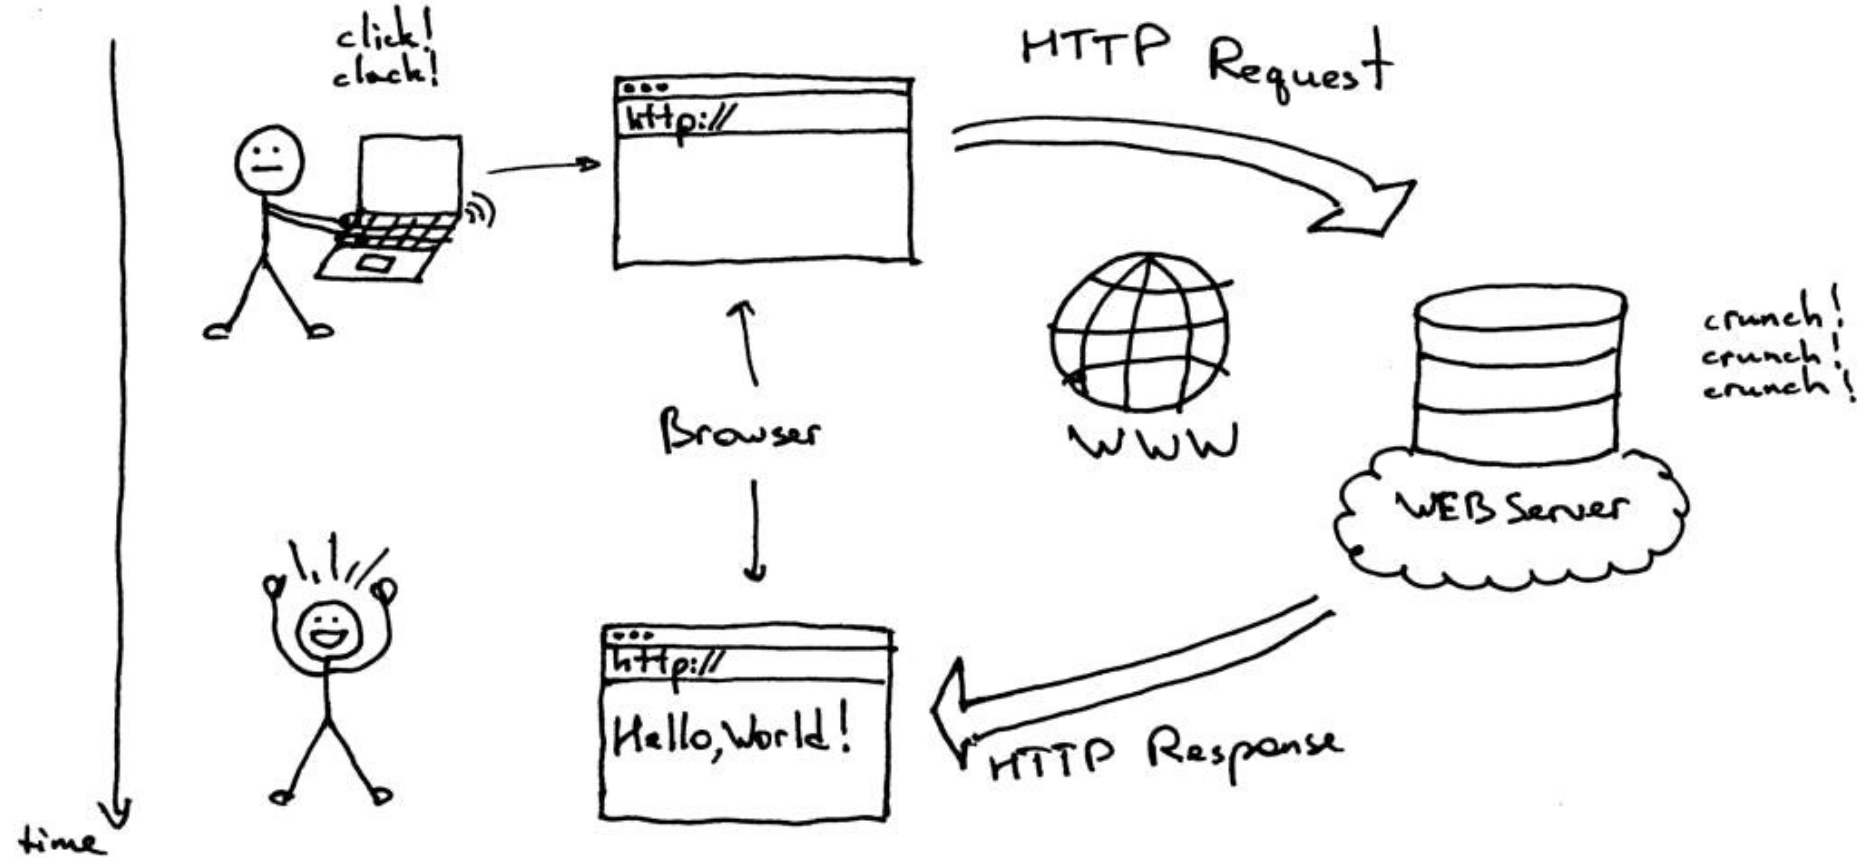 click!
clack!
HTTP Request
http://
crunch!
crunch!
crunch!
Browser
WWW
WEB Server
http://
Hello, World!
HTTP Response
time